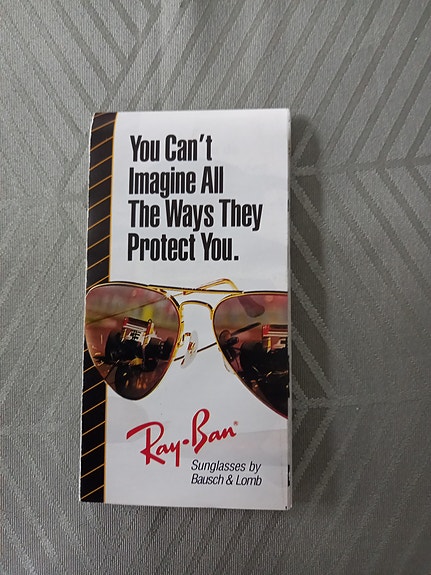 You Can't
Imagine All
The Ways They
Protect You.
Ray-Ban®
Sunglasses by
Bausch & Lomb